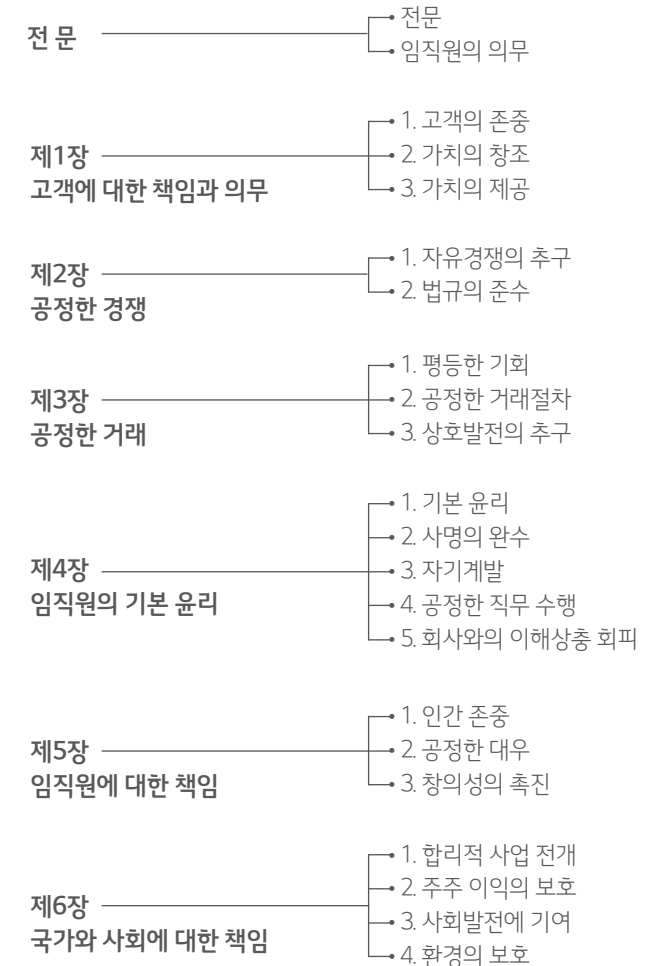 전 문
전문
임직원의 의무
제1장
고객에 대한 책임과 의무
1. 고객의 존중
2. 가치의 창조
3. 가치의 제공
제2장
공정한 경쟁
1. 자유경쟁의 추구
2. 법규의 준수
제3장
공정한 거래
1. 평등한 기회
2. 공정한 거래절차
3. 상호발전의 추구
제4장
임직원의 기본 윤리
1. 기본 윤리
2. 사명의 완수
3. 자기계발
4. 공정한 직무 수행
5. 회사와의 이해상충 회피
제5장
임직원에 대한 책임
1. 인간 존중
2. 공정한 대우
3. 창의성의 촉진
제6장
국가와 사회에 대한 책임
1. 합리적 사업 전개
2. 주주 이익의 보호
3. 사회발전에 기여
4. 환경의 보호